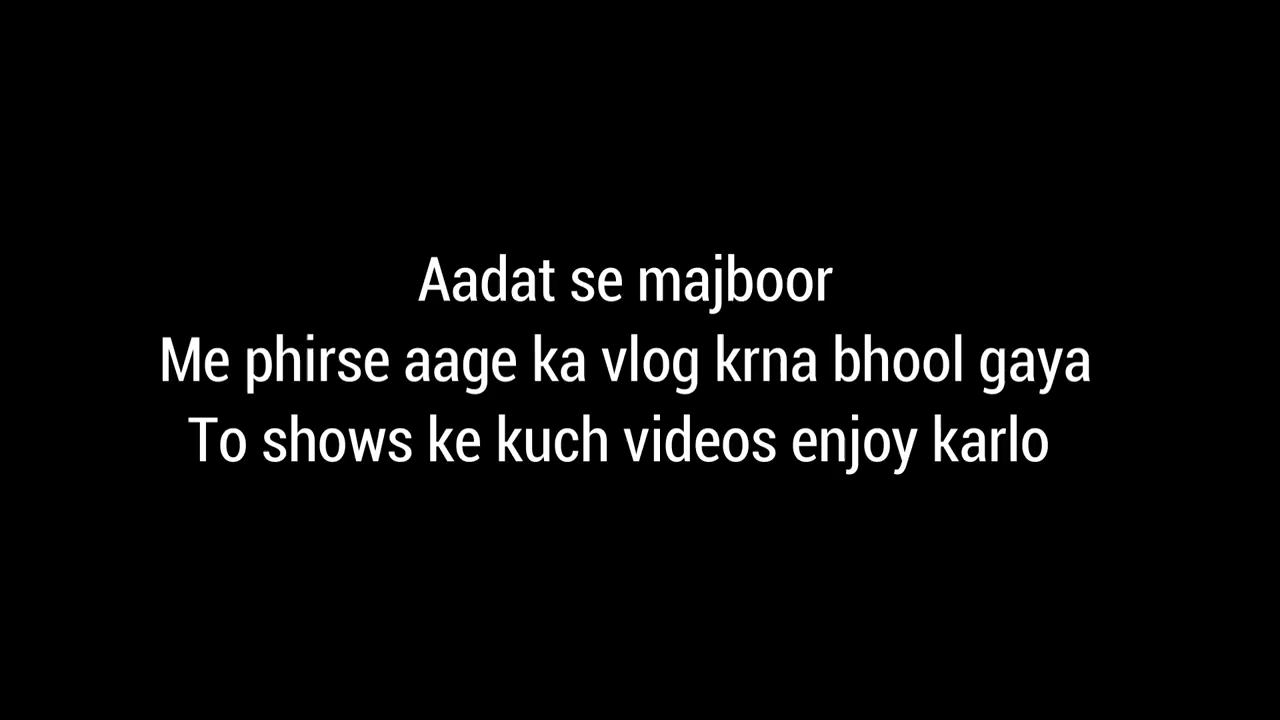 Aadat se majboor
Me phirse aage ka vlog krna bhool gaya
To shows ke kuch videos enjoy karlo